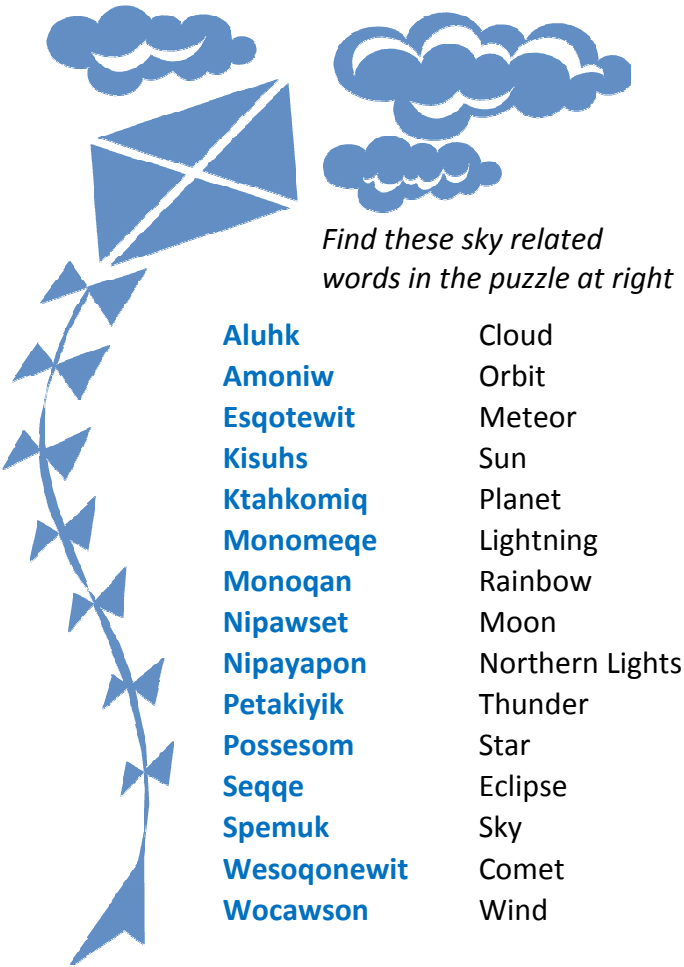 Find these sky related
words in the puzzle at right
Aluhk Cloud
Amoniw Orbit
Esqotewit Meteor
Kisuhs Sun
Ktahkomiq Planet
Monomeqe Lightning
Monoqan Rainbow
Nipawset Moon
Nipayapon Northern Lights
Petakiyik Thunder
Possesom Star
Seqqe Eclipse
Spemuk Sky
Wesoqonewit Comet
Wocawson Wind